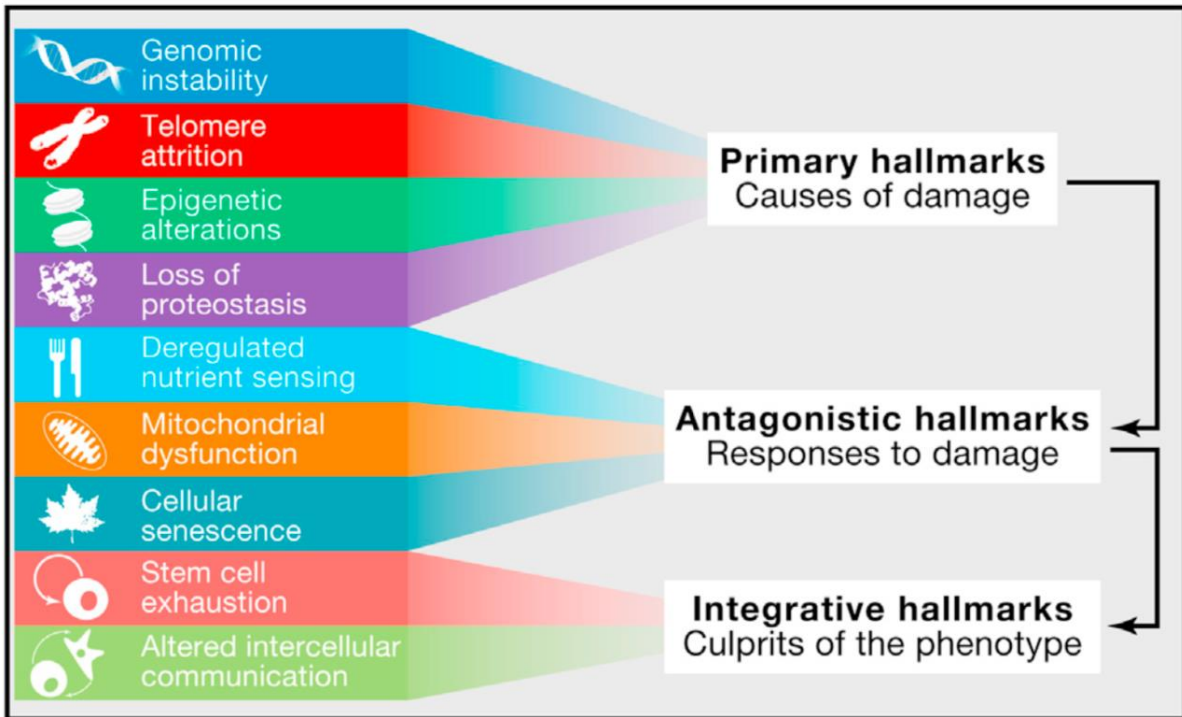 Genomic
instability
Telomere
attrition
Epigenetic
alterations
Loss of
proteostasis
Deregulated
nutrient sensing
Mitochondrial
dysfunction
Cellular
senescence
Stem cell
exhaustion
Altered intercellular
communication
Primary hallmarks
Causes of damage
Antagonistic hallmarks
Responses to damage
Integrative hallmarks
Culprits of the phenotype